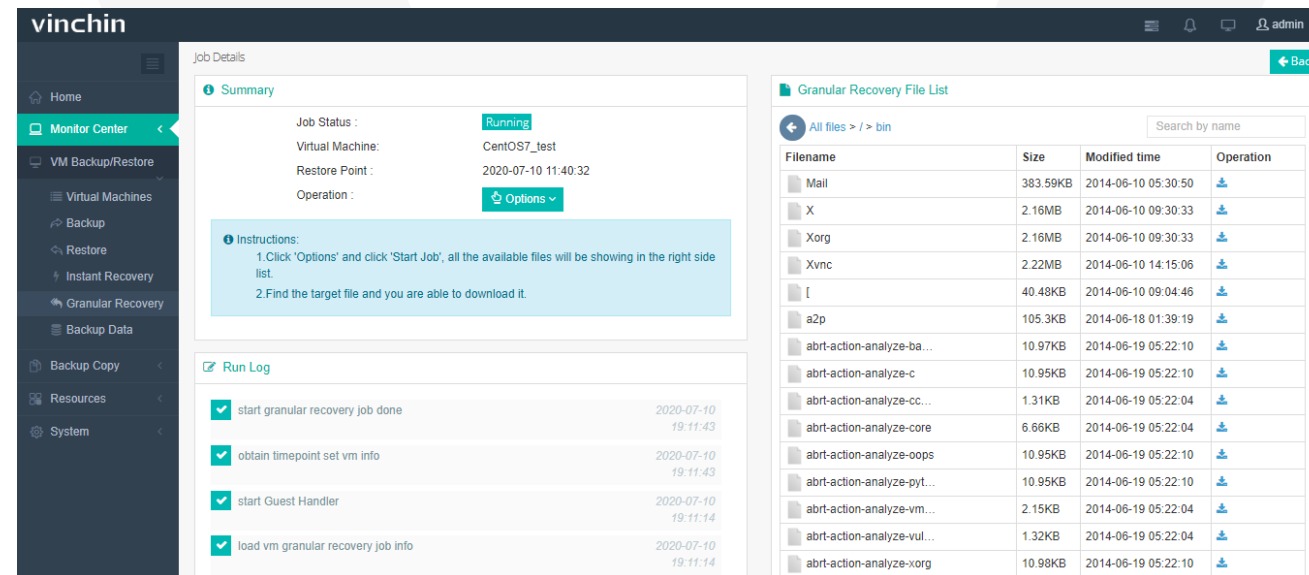 vinchin
admin
Job Details
Bac
Home
Monitor Center
VM Backup/Restore
Virtual Machines
Backup
Restore
Instant Recovery
Granular Recovery
Backup Data
Backup Copy
Resources
System
Summary
Job Status : Running
Virtual Machine: CentOS7_test
Restore Point : 2020-07-10 11:40:32
Operation : Options
Instructions:
1.Click 'Options' and click 'Start Job', all the available files will be showing in the right side
list.
2.Find the target file and you are able to download it.
Run Log
start granular recovery job done 2020-07-10
19:11:43
obtain timepoint set vm info 2020-07-10
19:11:43
start Guest Handler 2020-07-10
19:11:14
load vm granular recovery job info 2020-07-10
19:11:14
Granular Recovery File List
All files > / > bin Search by name
Filename Size Modified time Operation
Mail 383.59KB 2014-06-10 05:30:50
X 2.16MB 2014-06-10 09:30:33
Xorg 2.16MB 2014-06-10 09:30:33
Xvnc 2.22MB 2014-06-10 14:15:06
[ 40.48KB 2014-06-10 09:04:46
a2p 105.3KB 2014-06-18 01:39:19
abrt-action-analyze-ba... 10.97KB 2014-06-19 05:22:10
abrt-action-analyze-c 10.95KB 2014-06-19 05:22:10
abrt-action-analyze-cc... 1.31KB 2014-06-19 05:22:04
abrt-action-analyze-core 6.66KB 2014-06-19 05:22:04
abrt-action-analyze-oops 10.95KB 2014-06-19 05:22:10
abrt-action-analyze-pyt... 10.95KB 2014-06-19 05:22:10
abrt-action-analyze-vm... 2.15KB 2014-06-19 05:22:04
abrt-action-analyze-vul... 1.32KB 2014-06-19 05:22:04
abrt-action-analyze-xorg 10.98KB 2014-06-19 05:22:10